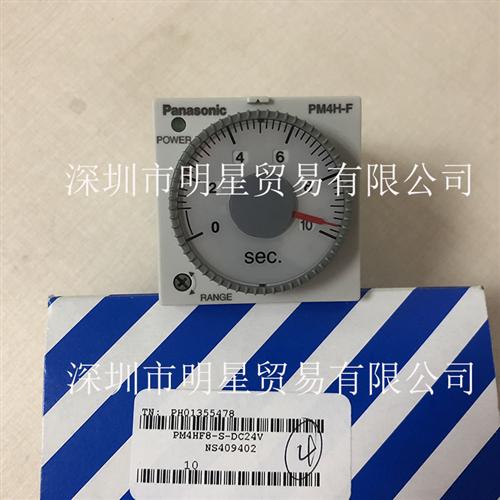 Panasonic
PM4H-F
POWER
4 6
2 8
0 10
sec.
RANGE
深圳市明星贸易有限公司
深圳市明星贸易有限公司
TN: PH01355478
PM4HF8-S-DC24V
NS409402
10
4